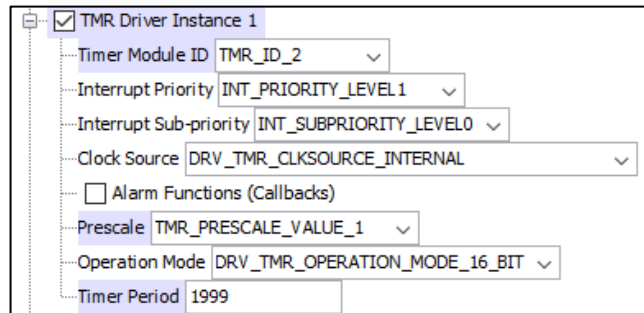 TMR Driver Instance 1
Timer Module ID TMR_ID_2
Interrupt Priority INT_PRIORITY_LEVEL1
Interrupt Sub-priority INT_SUBPRIORITY_LEVEL0
Clock Source DRV_TMR_CLKSOURCE_INTERNAL
Alarm Functions (Callbacks)
Prescale TMR_PRESCALE_VALUE_1
Operation Mode DRV_TMR_OPERATION_MODE_16_BIT
Timer Period 1999